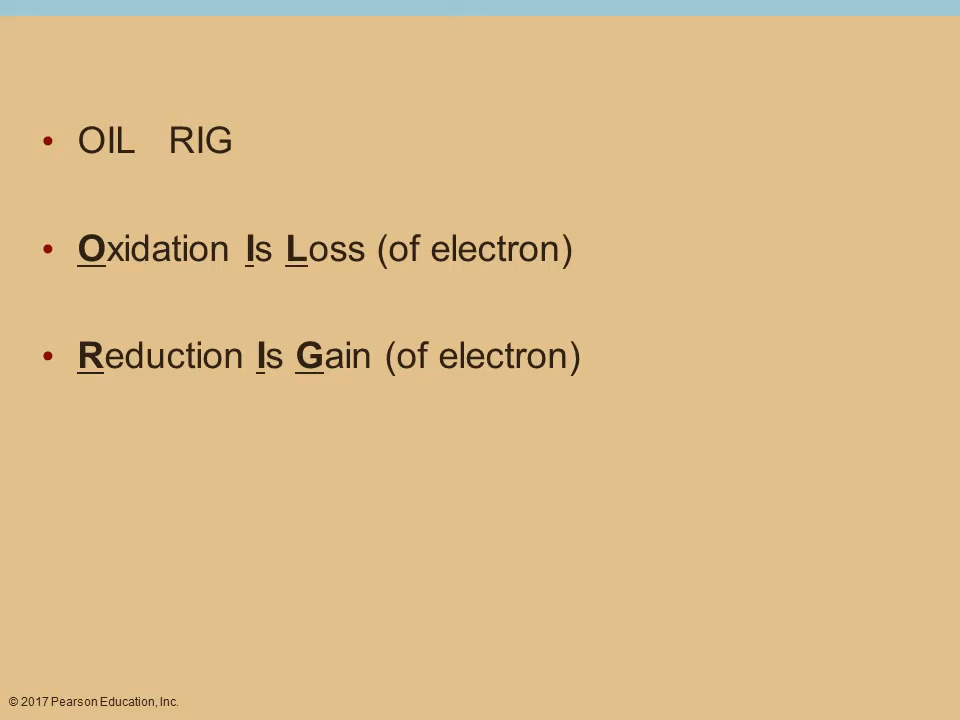 • OIL RIG
• Oxidation Is Loss (of electron)
• Reduction Is Gain (of electron)
© 2017 Pearson Education, Inc.